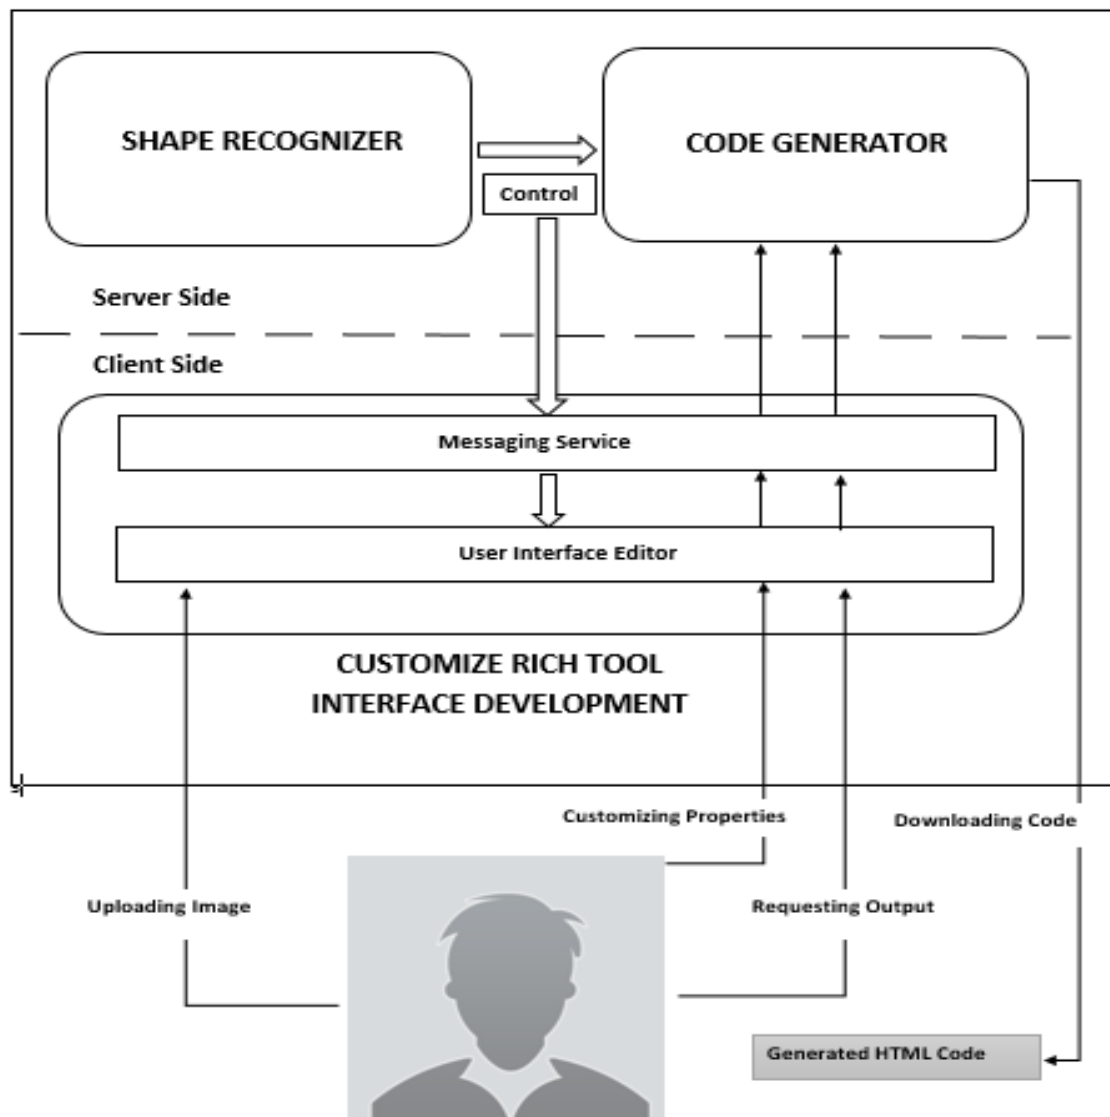 SHAPE RECOGNIZER
CODE GENERATOR
Control
Server Side
Client Side
Messaging Service
User Interface Editor
CUSTOMIZE RICH TOOL
INTERFACE DEVELOPMENT
Customizing Properties
Downloading Code
Uploading Image
Requesting Output
Generated HTML Code